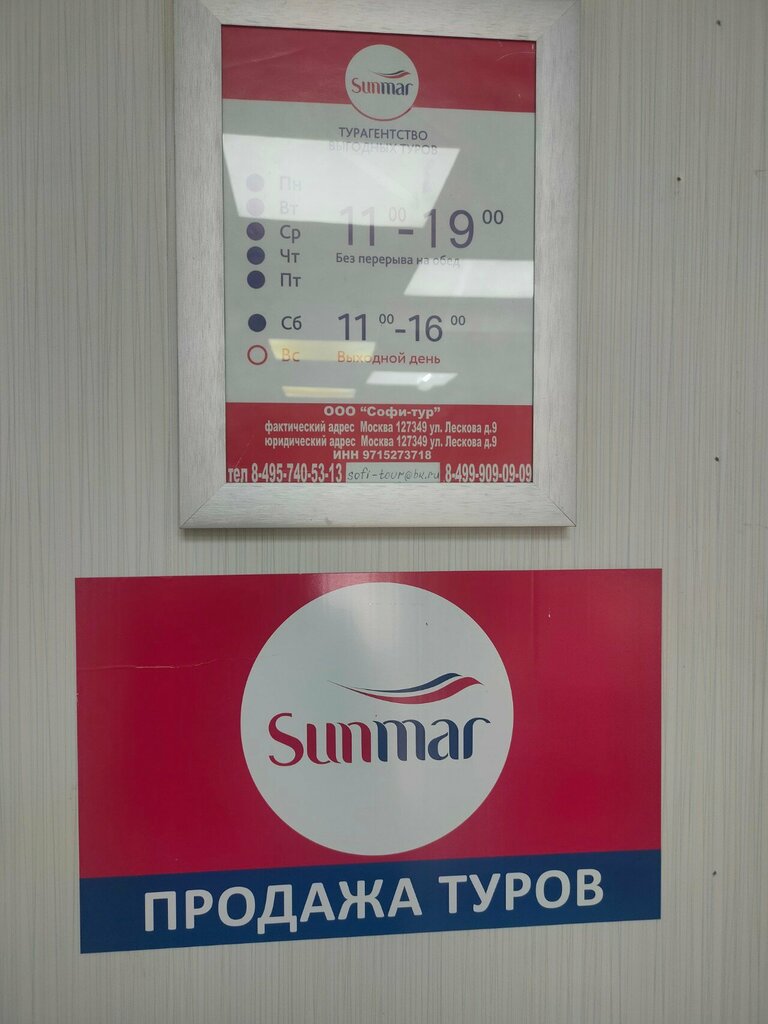 Sunmar
ТУРАГЕНТСТВО
ВЫГОДНЫХ ТУРОВ
Пн
Вт
Ср
Чт
Пт
11 00 - 19 00
Без перерыва на обед
Сб 11 00 - 16 00
Вс Выходной день
ООО "Софи-тур"
фактический адрес Москва 127349 ул. Лескова д.9
юридический адрес Москва 127349 ул. Лескова д.9
ИНН 9715273718
тел 8-495-740-53-13 sofi-tour@bk.ru 8-499-909-09-09
Sunmar
ПРОДАЖА ТУРОВ